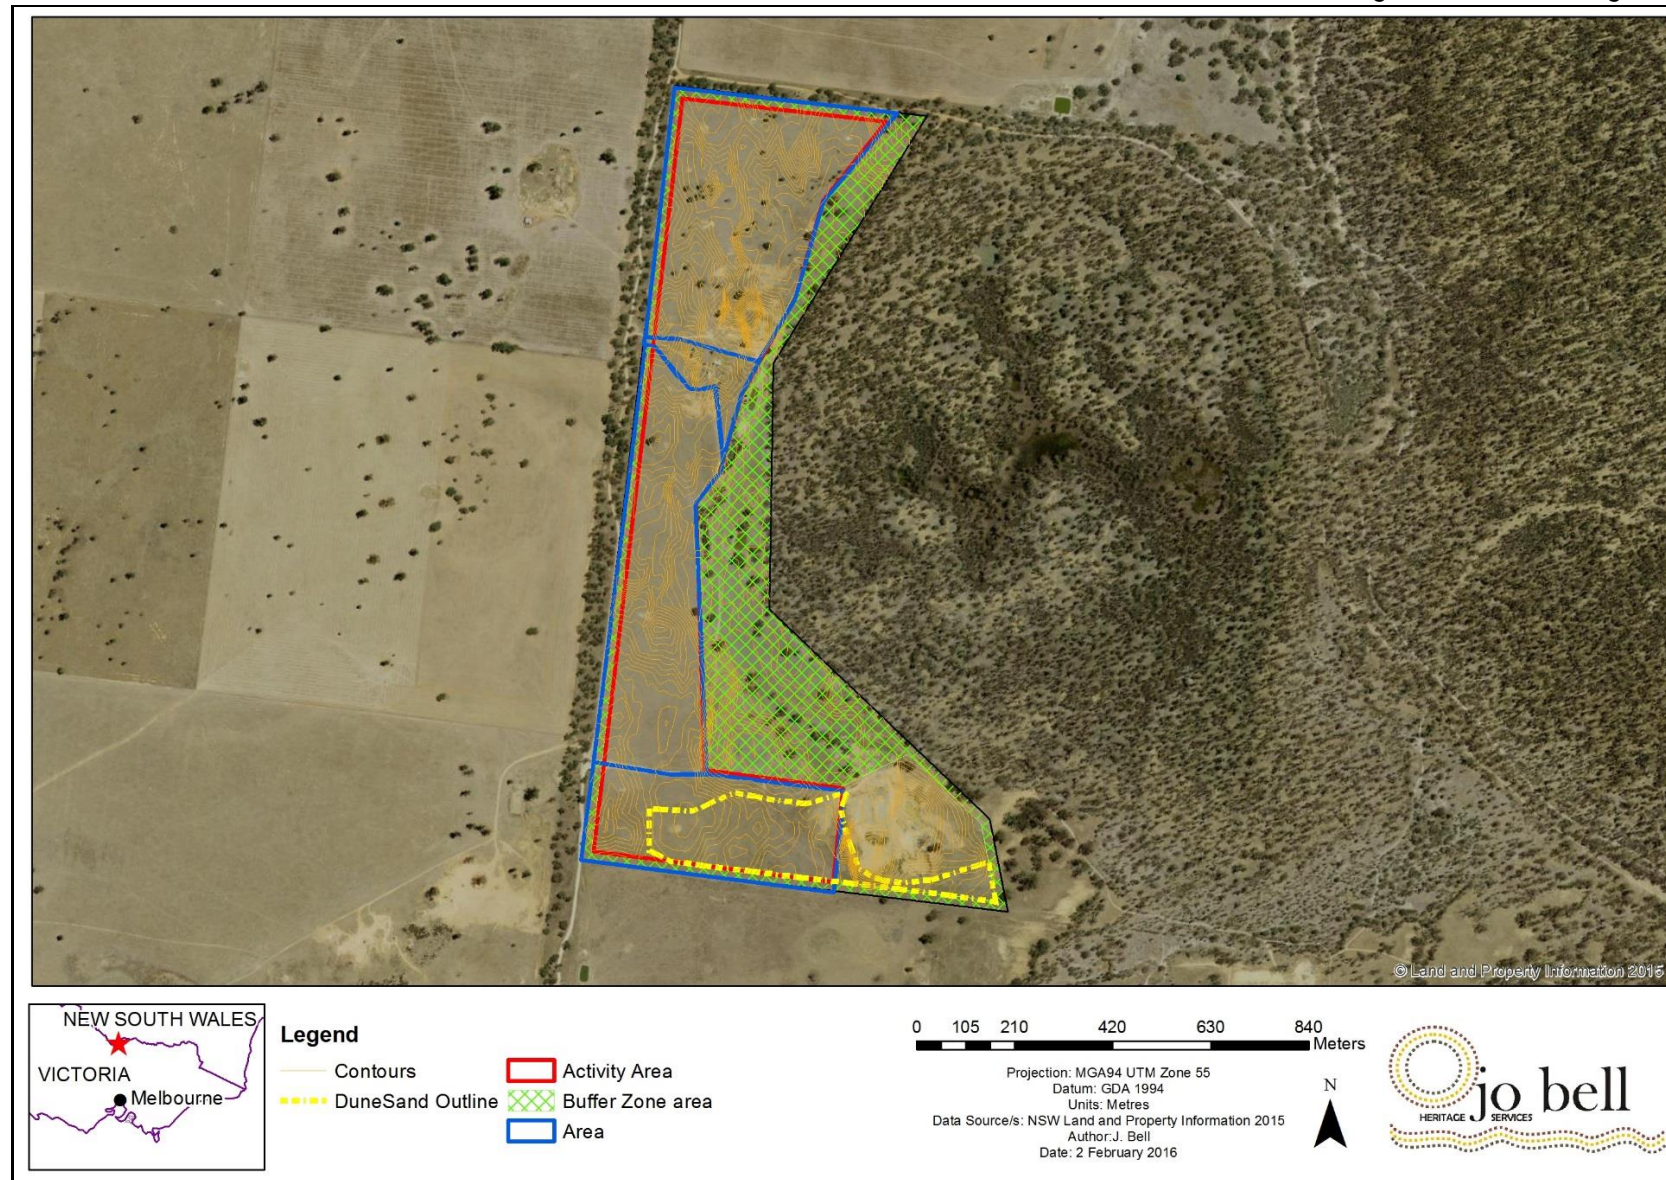 © Land and Property Information 2015
NEW SOUTH WALES
VICTORIA
Melbourne
Legend
Contours
DuneSand Outline
Activity Area
Buffer Zone area
Area
0 105 210 420 630 840
Meters
Projection: MGA94 UTM Zone 55
Datum: GDA 1994
Units: Metres
Data Source/s: NSW Land and Property Information 2015
Author:J. Bell
Date: 2 February 2016
N
jo bell
HERITAGE SERVICES